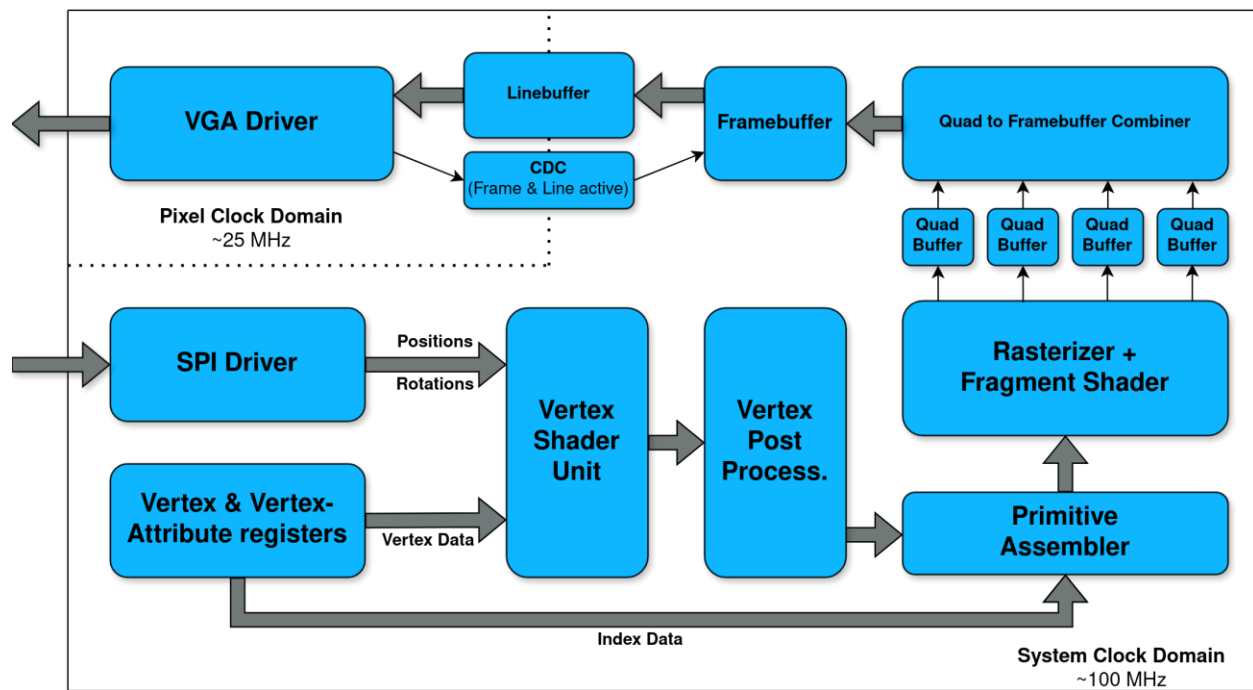 VGA Driver
Linebuffer
CDC
(Frame & Line active)
Framebuffer
Quad to Framebuffer Combiner
Pixel Clock Domain
~25 MHz
Quad
Buffer
Quad
Buffer
Quad
Buffer
Quad
Buffer
SPI Driver
Positions
Rotations
Vertex
Shader
Unit
Vertex
Post
Process.
Rasterizer +
Fragment Shader
Vertex & Vertex-
Attribute registers
Vertex Data
Primitive
Assembler
Index Data
System Clock Domain
~100 MHz